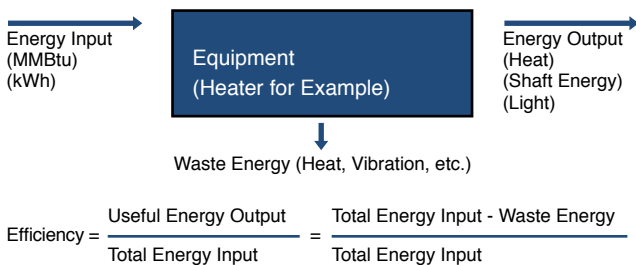 Energy Input
(MMBtu)
(kWh)
Equipment
(Heater for Example)
Energy Output
(Heat)
(Shaft Energy)
(Light)
Waste Energy (Heat, Vibration, etc.)
Efficiency = Useful Energy Output / Total Energy Input = Total Energy Input - Waste Energy / Total Energy Input